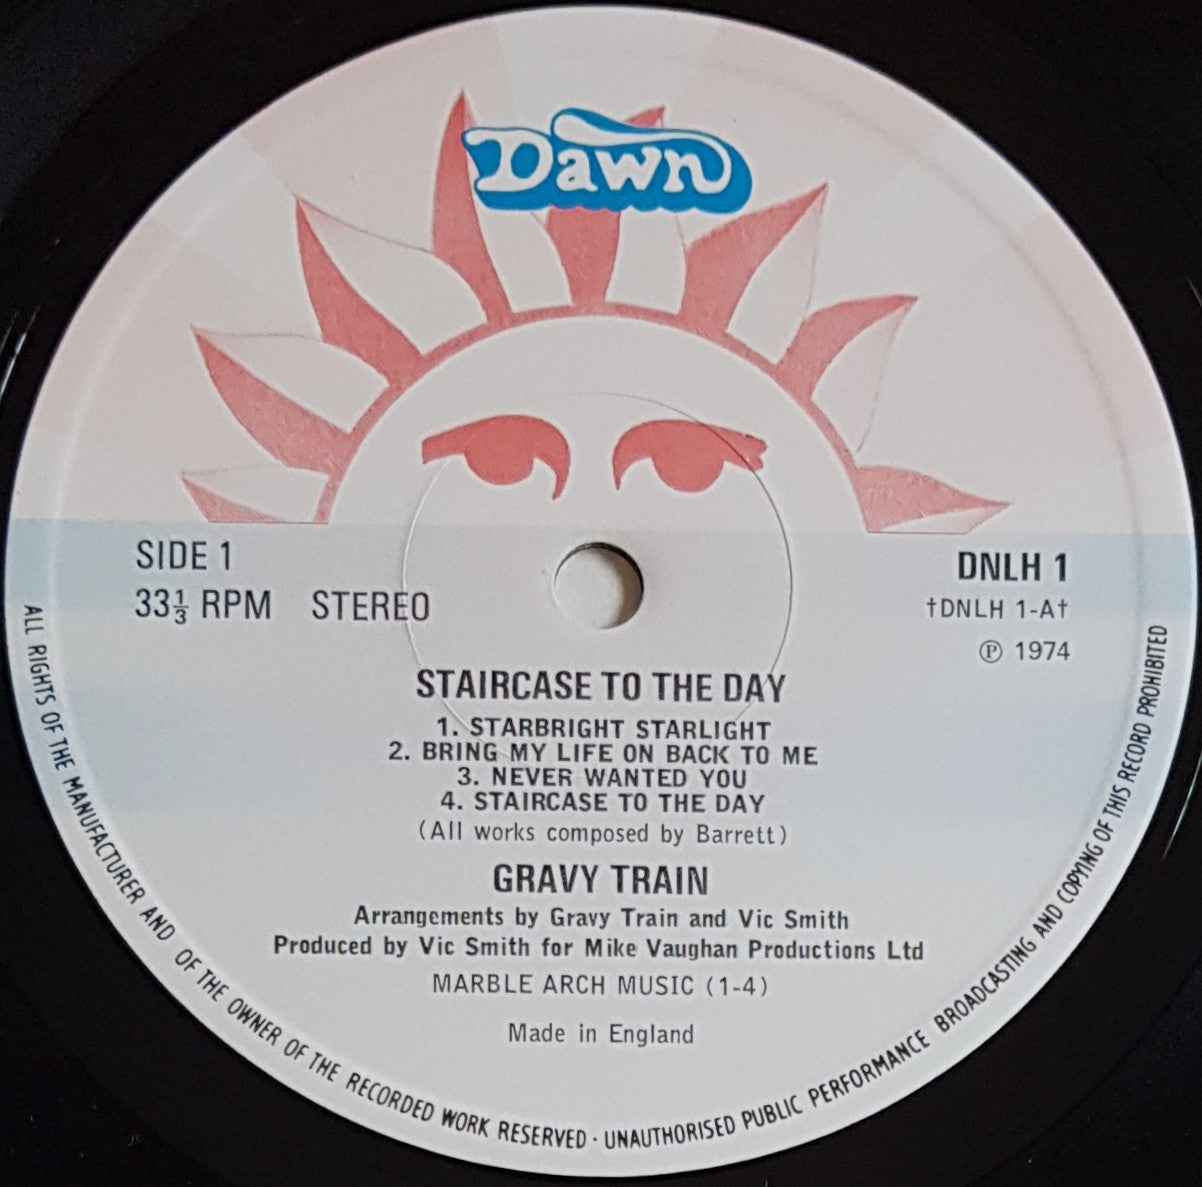 Dawn
SIDE 1
33⅓ RPM STEREO
DNLH 1
†DNLH 1-A†
℗ 1974
STAIRCASE TO THE DAY
1. STARBRIGHT STARLIGHT
2. BRING MY LIFE ON BACK TO ME
3. NEVER WANTED YOU
4. STAIRCASE TO THE DAY
(All works composed by Barrett)
GRAVY TRAIN
Arrangements by Gravy Train and Vic Smith
Produced by Vic Smith for Mike Vaughan Productions Ltd
MARBLE ARCH MUSIC (1-4)
Made in England
ALL RIGHTS OF THE MANUFACTURER AND OF THE OWNER OF THE RECORDED WORK RESERVED · UNAUTHORISED PUBLIC PERFORMANCE BROADCASTING AND COPYING OF THIS RECORD PROHIBITED